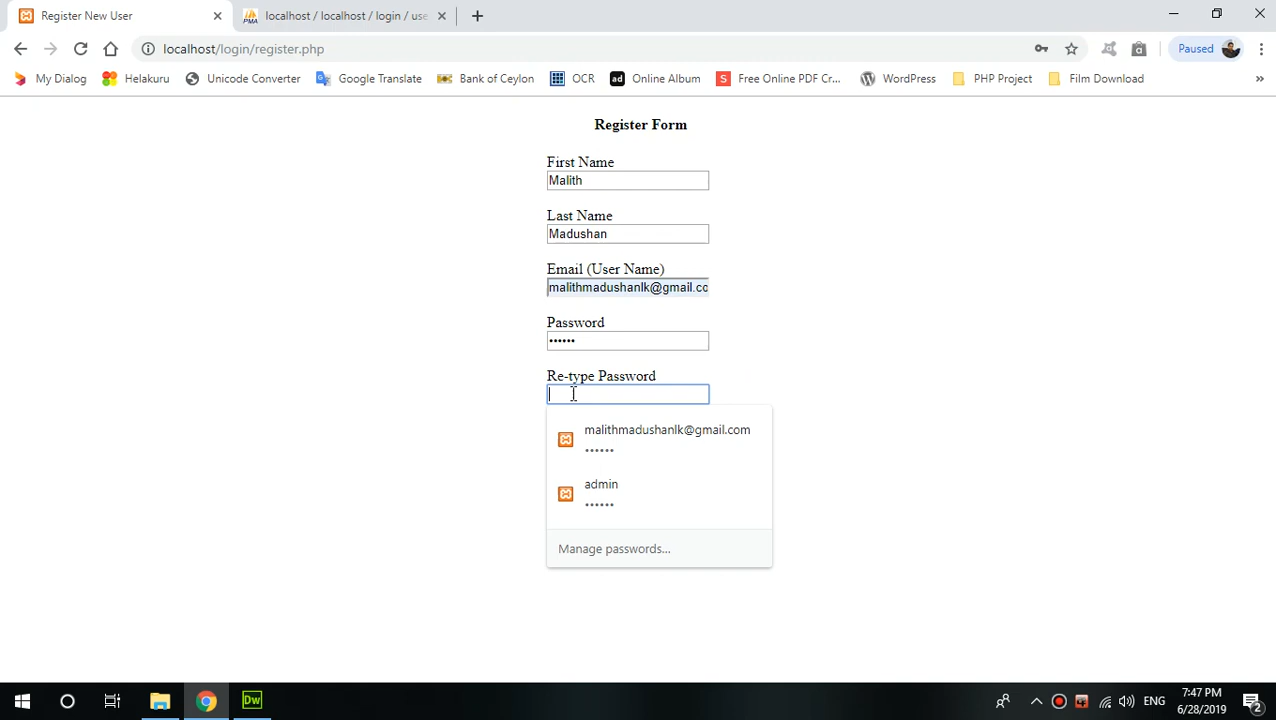 Register New User
localhost / localhost / login / use
localhost/login/register.php
Paused
My Dialog
Helakuru
Unicode Converter
Google Translate
Bank of Ceylon
OCR
ad
Online Album
S
Free Online PDF Cr...
WordPress
PHP Project
Film Download
»
Register Form
First Name
Malith
Last Name
Madushan
Email (User Name)
malithmadushanlk@gmail.co
Password
••••••
Re-type Password
malithmadushanlk@gmail.com
••••••
admin
••••••
Manage passwords...
Dw
ENG
7:47 PM
6/28/2019
2